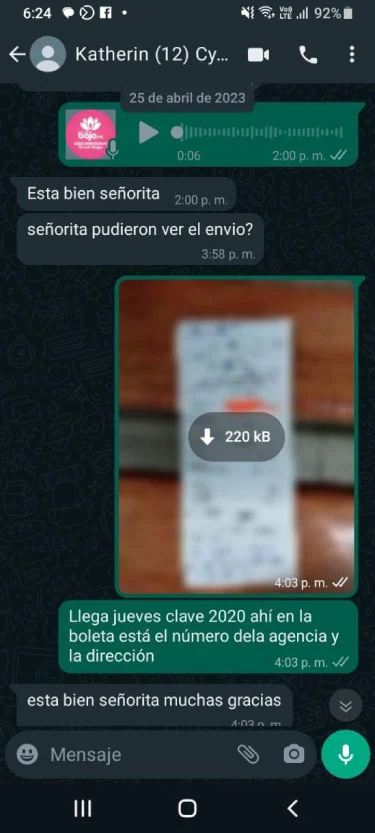 6:24
92%
Katherin (12) Cy...
25 de abril de 2023
baja
0:06
2:00 p. m.
Esta bien señorita
2:00 p. m.
señorita pudieron ver el envio?
3:58 p. m.
220 kB
4:03 p. m.
Llega jueves clave 2020 ahí en la
boleta está el número dela agencia y
la dirección
4:03 p. m.
esta bien señorita muchas gracias
4:03 p. m.
Mensaje